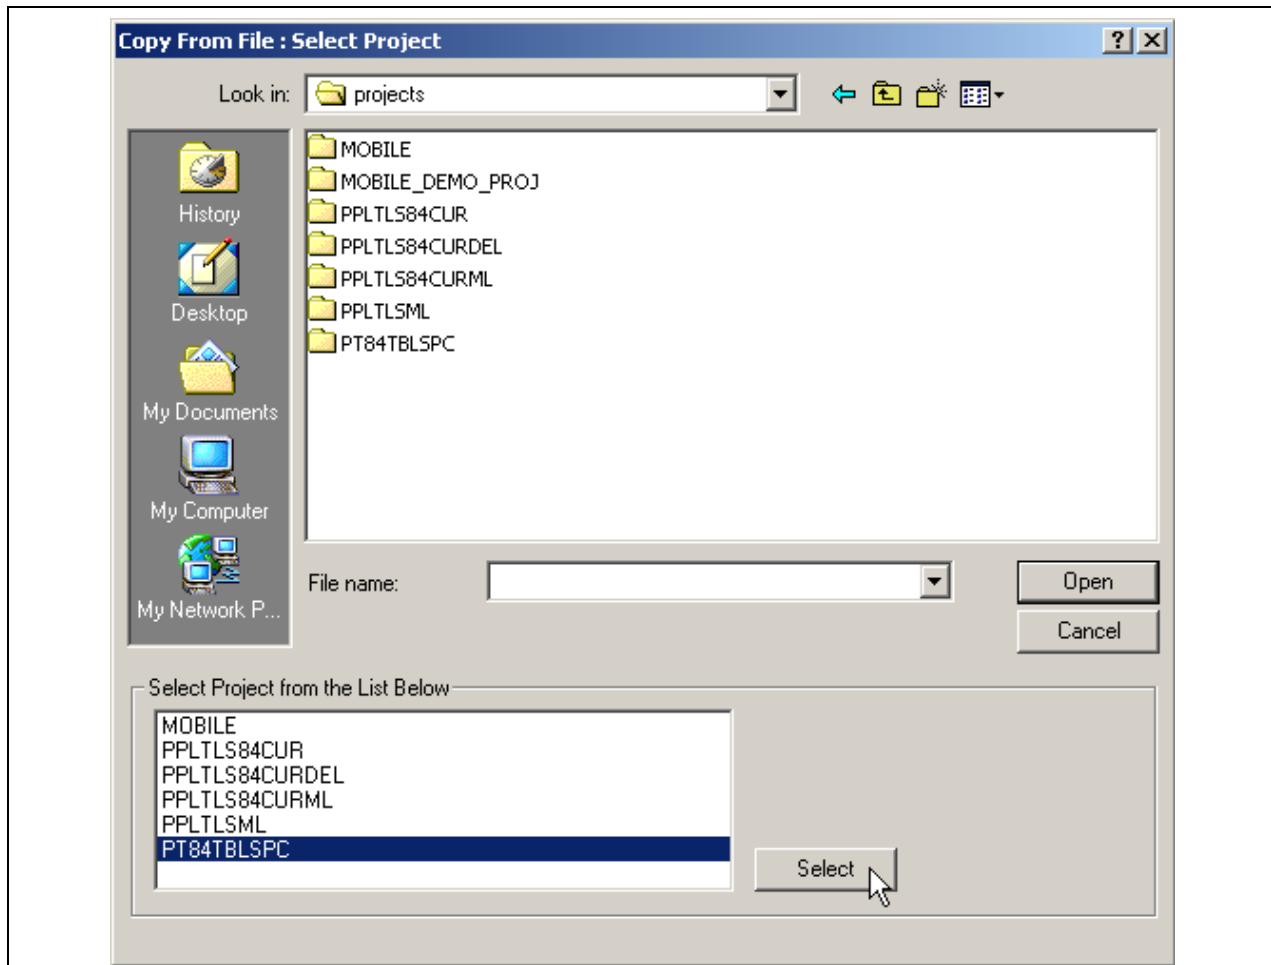 Copy From File : Select Project
Look in: projects
MOBILE
MOBILE_DEMO_PROJ
PPLTLS84CUR
PPLTLS84CURDEL
PPLTLS84CURML
PPLTLSML
PT84TBLSPC
History
Desktop
My Documents
My Computer
My Network P...
File name:
Open
Cancel
Select Project from the List Below
MOBILE
PPLTLS84CUR
PPLTLS84CURDEL
PPLTLS84CURML
PPLTLSML
PT84TBLSPC
Select